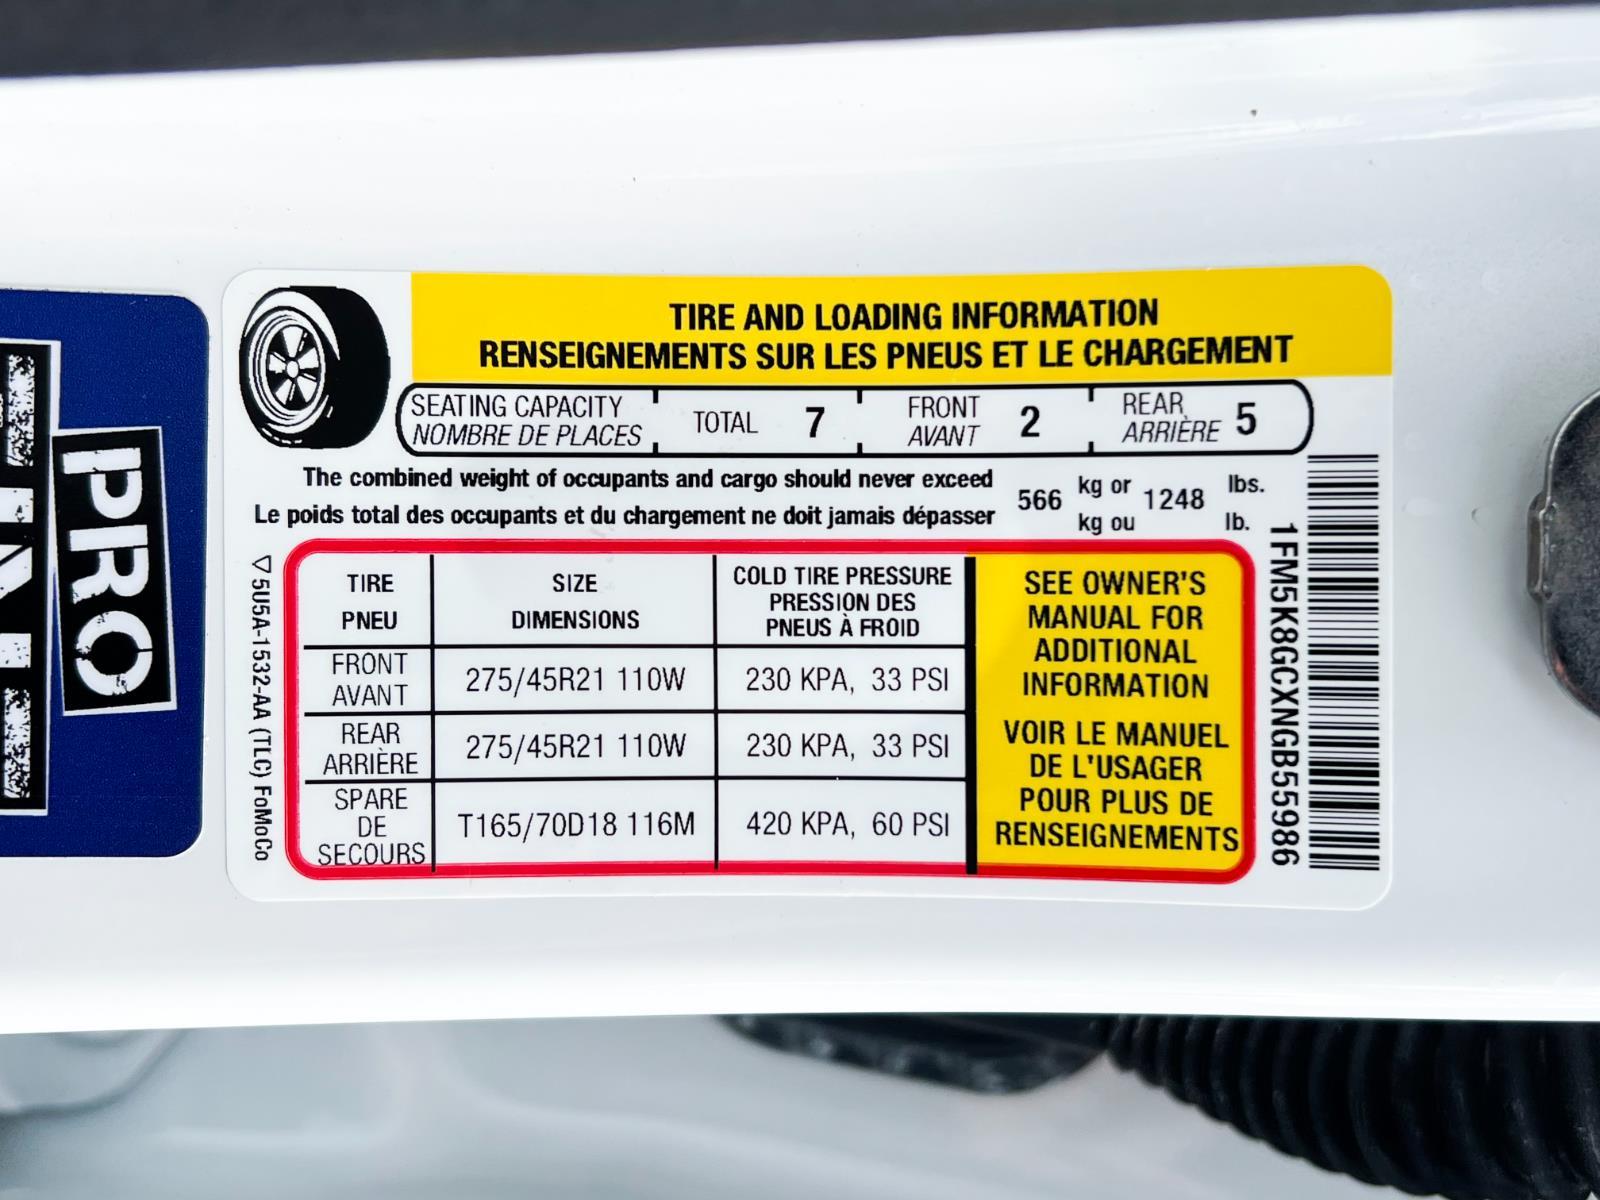 PRO
TIRE AND LOADING INFORMATION
RENSEIGNEMENTS SUR LES PNEUS ET LE CHARGEMENT
SEATING CAPACITY TOTAL 7 FRONT 2 REAR 5
NOMBRE DE PLACES AVANT ARRIÈRE
The combined weight of occupants and cargo should never exceed 566 kg or 1248 lbs.
Le poids total des occupants et du chargement ne doit jamais dépasser kg ou lb.
TIRE SIZE COLD TIRE PRESSURE
PNEU DIMENSIONS PRESSION DES
PNEUS À FROID
FRONT
AVANT 275/45R21 110W 230 KPA, 33 PSI
REAR
ARRIÈRE 275/45R21 110W 230 KPA, 33 PSI
SPARE
DE
SECOURS T165/70D18 116M 420 KPA, 60 PSI
SEE OWNER'S
MANUAL FOR
ADDITIONAL
INFORMATION
VOIR LE MANUEL
DE L'USAGER
POUR PLUS DE
RENSEIGNEMENTS
5U5A-1532-AA (TLC) FoMoCo
1FM5K8GCXNGB55986